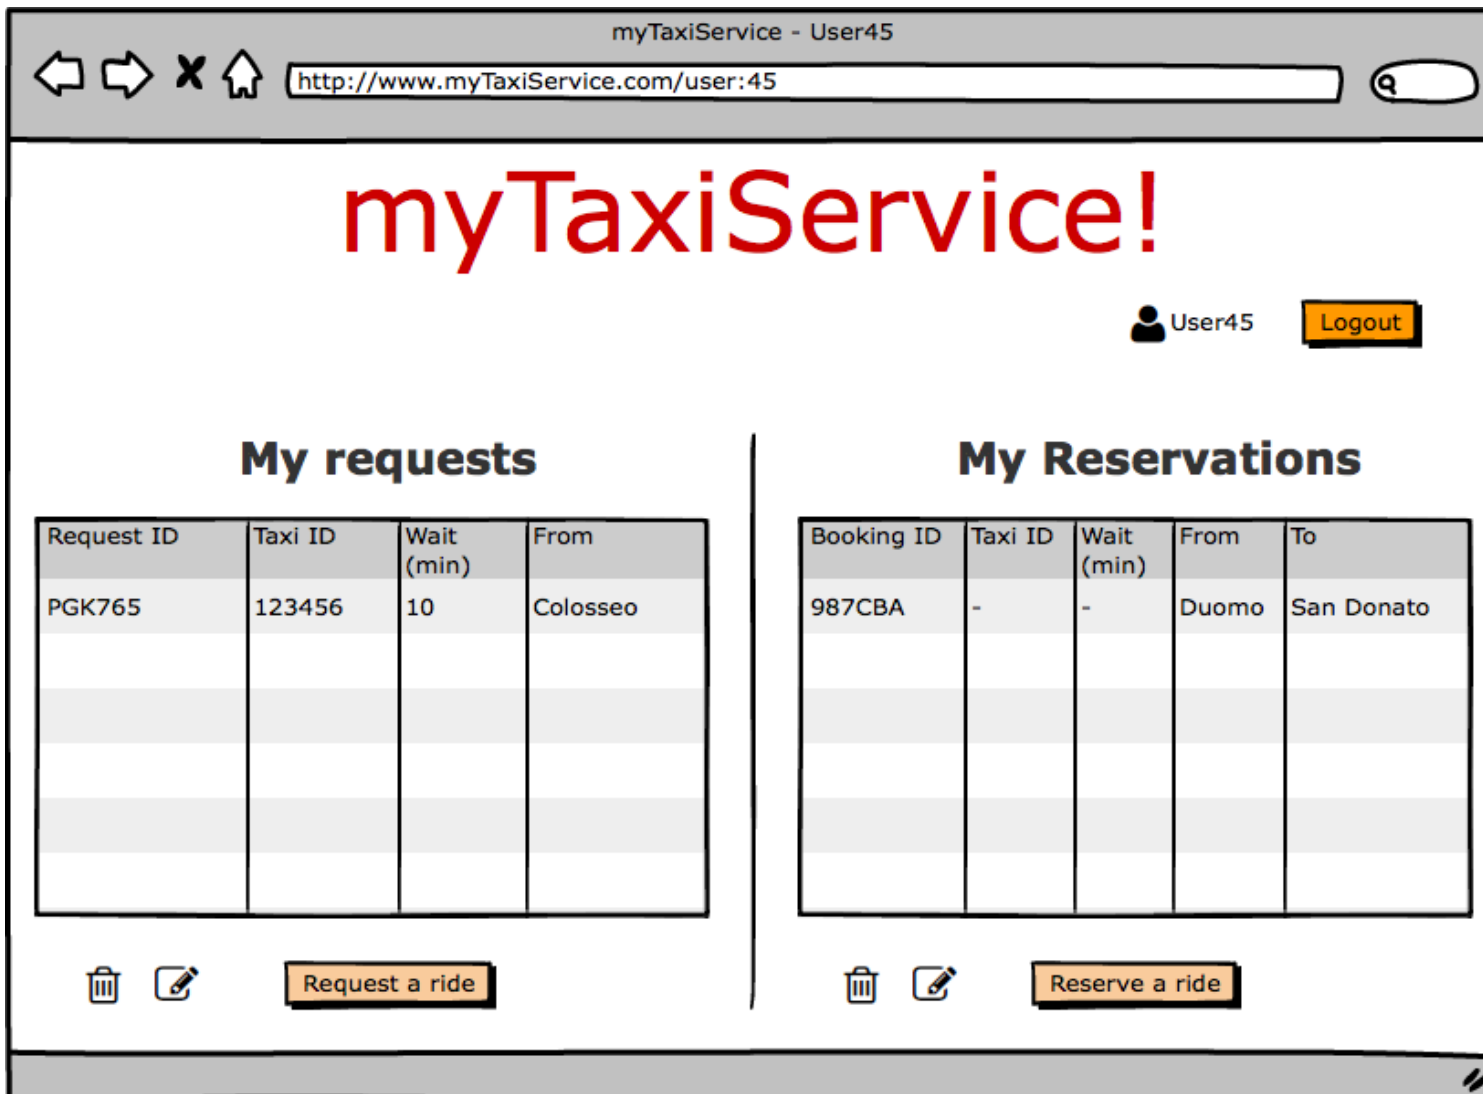 myTaxiService - User45
http://www.myTaxiService.com/user:45
myTaxiService!
User45 Logout
My requests
Request ID Taxi ID Wait (min) From
PGK765 123456 10 Colosseo
Request a ride
My Reservations
Booking ID Taxi ID Wait (min) From To
987CBA - - Duomo San Donato
Reserve a ride